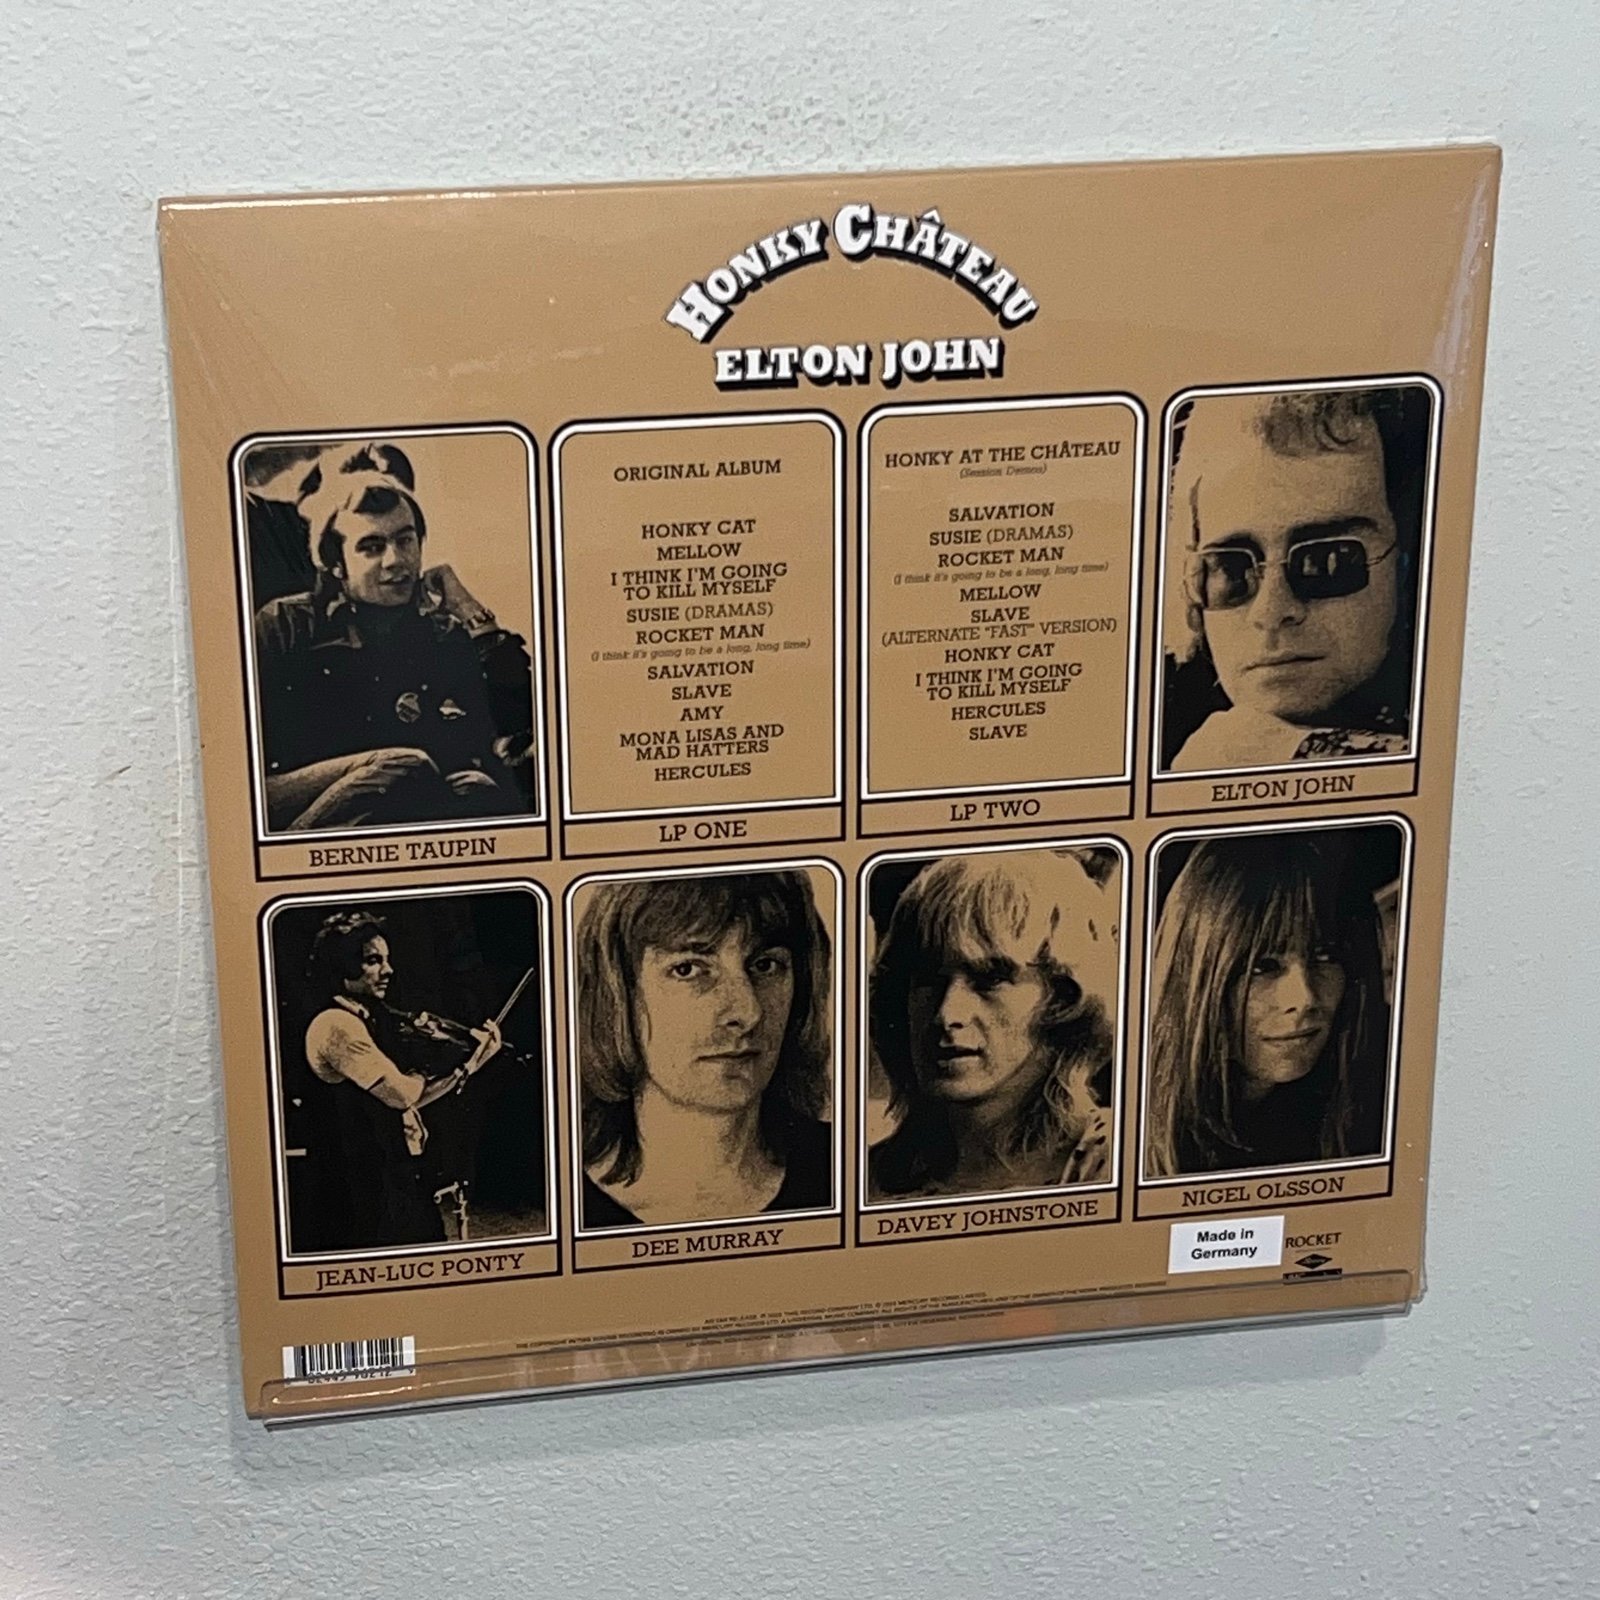 HONKY CHÂTEAU
ELTON JOHN
ORIGINAL ALBUM
HONKY CAT
MELLOW
I THINK I'M GOING
TO KILL MYSELF
SUSIE (DRAMAS)
ROCKET MAN
(I think it's going to be a long, long time)
SALVATION
SLAVE
AMY
MONA LISAS AND
MAD HATTERS
HERCULES
LP ONE
HONKY AT THE CHÂTEAU
(Session Demos)
SALVATION
SUSIE (DRAMAS)
ROCKET MAN
(I think it's going to be a long, long time)
MELLOW
SLAVE
(ALTERNATE "FAST" VERSION)
HONKY CAT
I THINK I'M GOING
TO KILL MYSELF
HERCULES
SLAVE
LP TWO
BERNIE TAUPIN
ELTON JOHN
JEAN-LUC PONTY
DEE MURRAY
DAVEY JOHNSTONE
NIGEL OLSSON
Made in
Germany
ROCKET